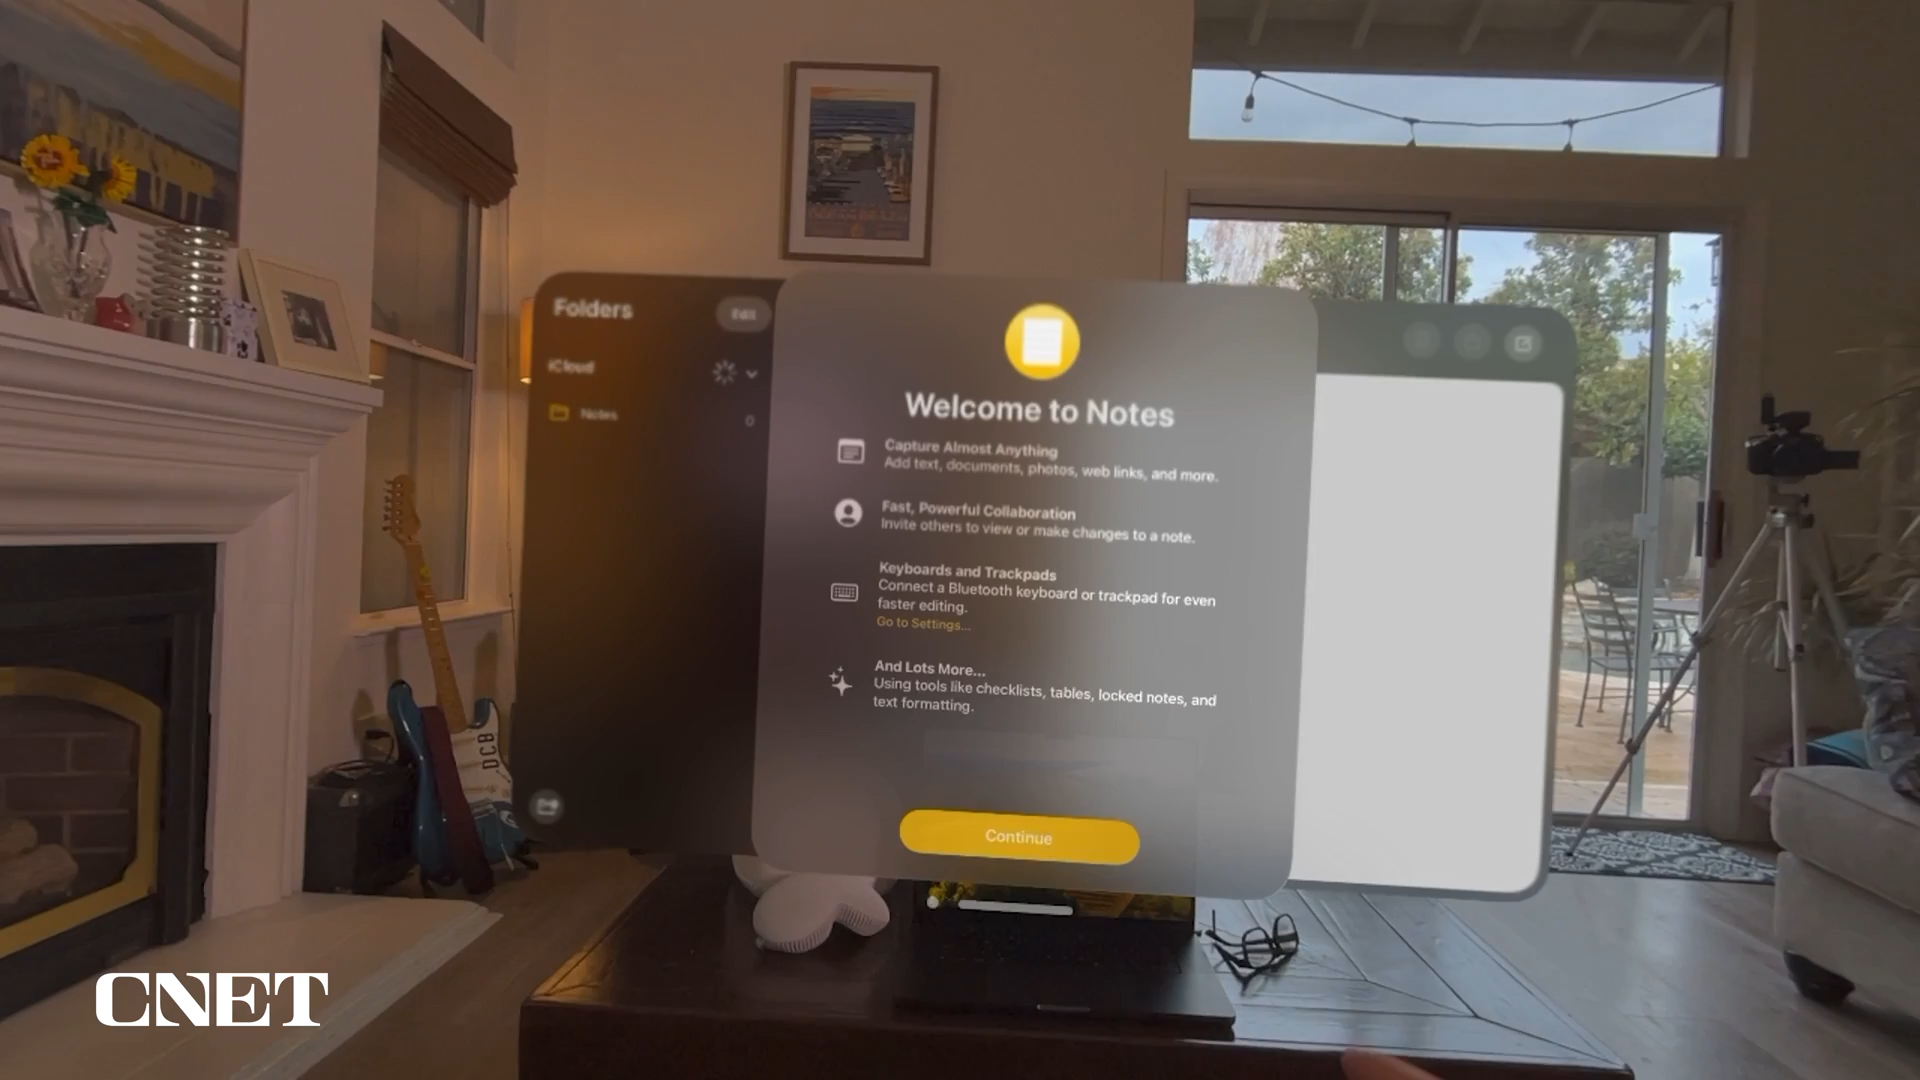 Folders
Edit
iCloud
Notes
0
Welcome to Notes
Capture Almost Anything
Add text, documents, photos, web links, and more.
Fast, Powerful Collaboration
Invite others to view or make changes to a note.
Keyboards and Trackpads
Connect a Bluetooth keyboard or trackpad for even
faster editing.
Go to Settings...
And Lots More...
Using tools like checklists, tables, locked notes, and
text formatting.
Continue
DCB
CNET